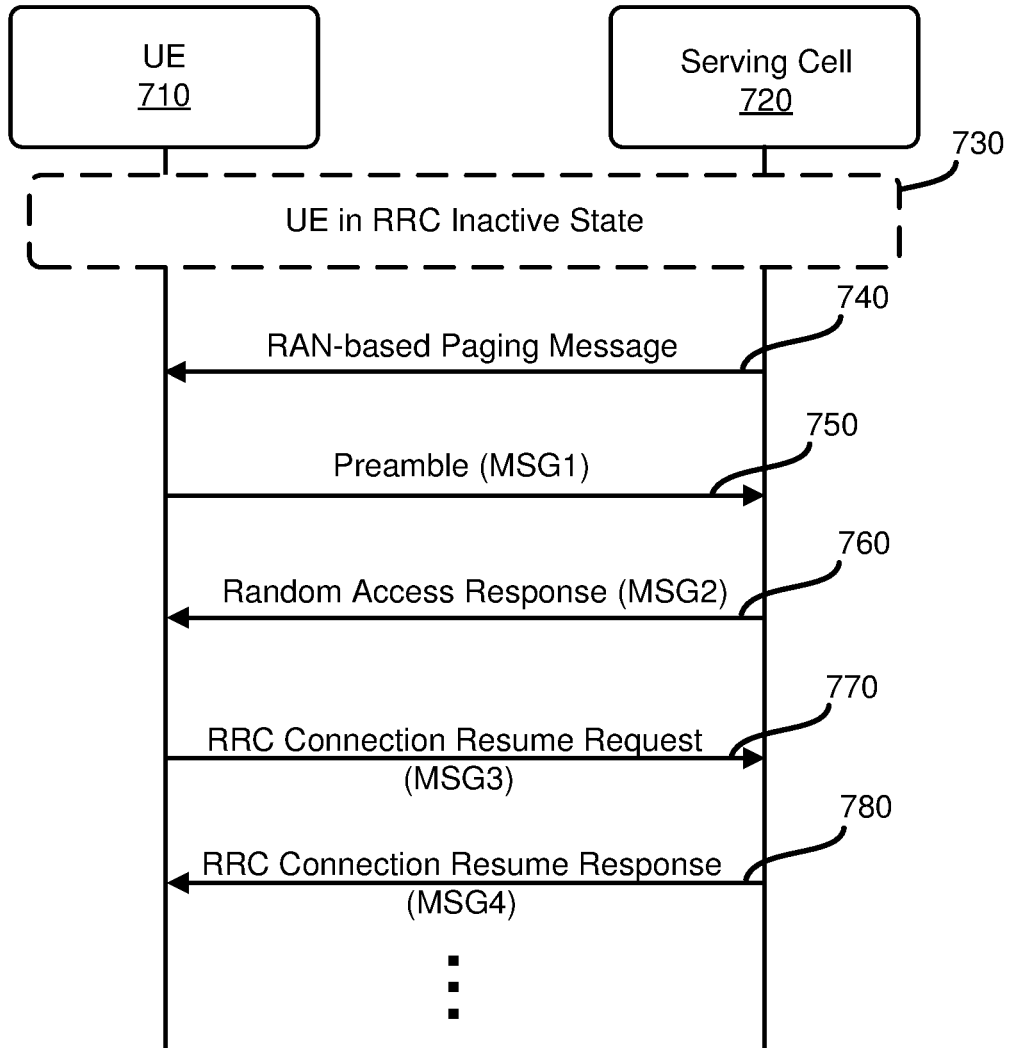 UE
710
Serving Cell
720
730
UE in RRC Inactive State
740
RAN-based Paging Message
750
Preamble (MSG1)
760
Random Access Response (MSG2)
770
RRC Connection Resume Request
(MSG3)
780
RRC Connection Resume Response
(MSG4)